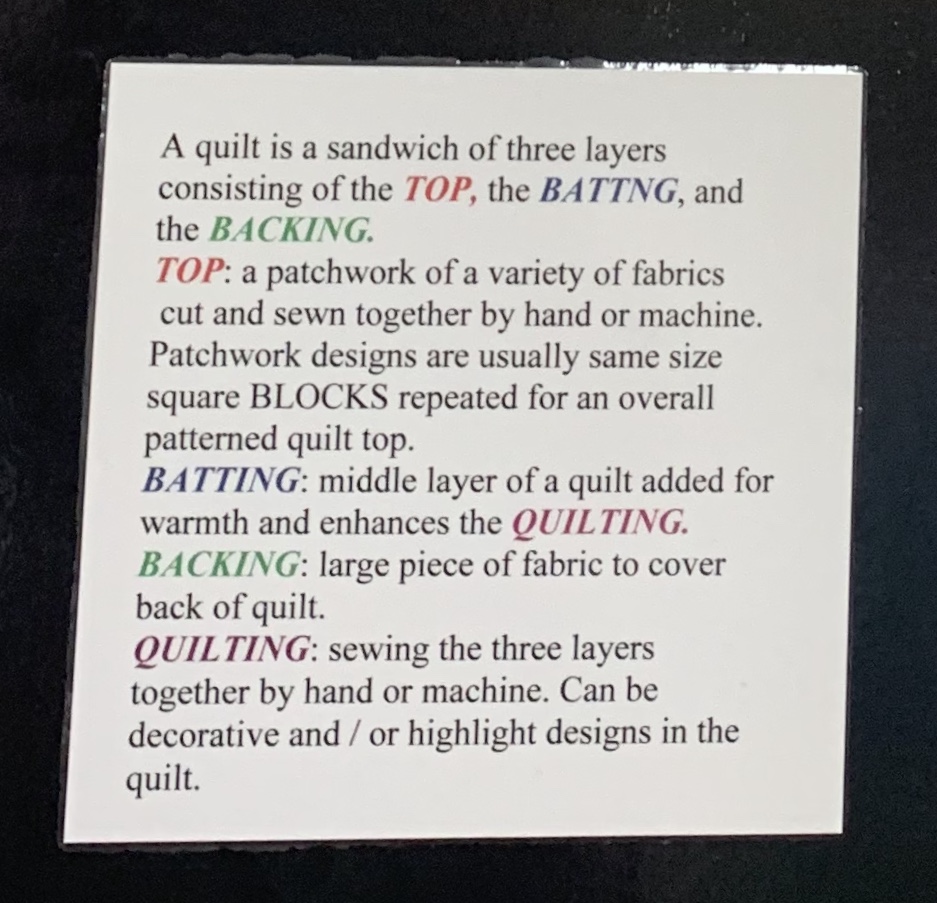 A quilt is a sandwich of three layers
consisting of the TOP, the BATTNG, and
the BACKING.
TOP: a patchwork of a variety of fabrics
cut and sewn together by hand or machine.
Patchwork designs are usually same size
square BLOCKS repeated for an overall
patterned quilt top.
BATTING: middle layer of a quilt added for
warmth and enhances the QUILTING.
BACKING: large piece of fabric to cover
back of quilt.
QUILTING: sewing the three layers
together by hand or machine. Can be
decorative and / or highlight designs in the
quilt.